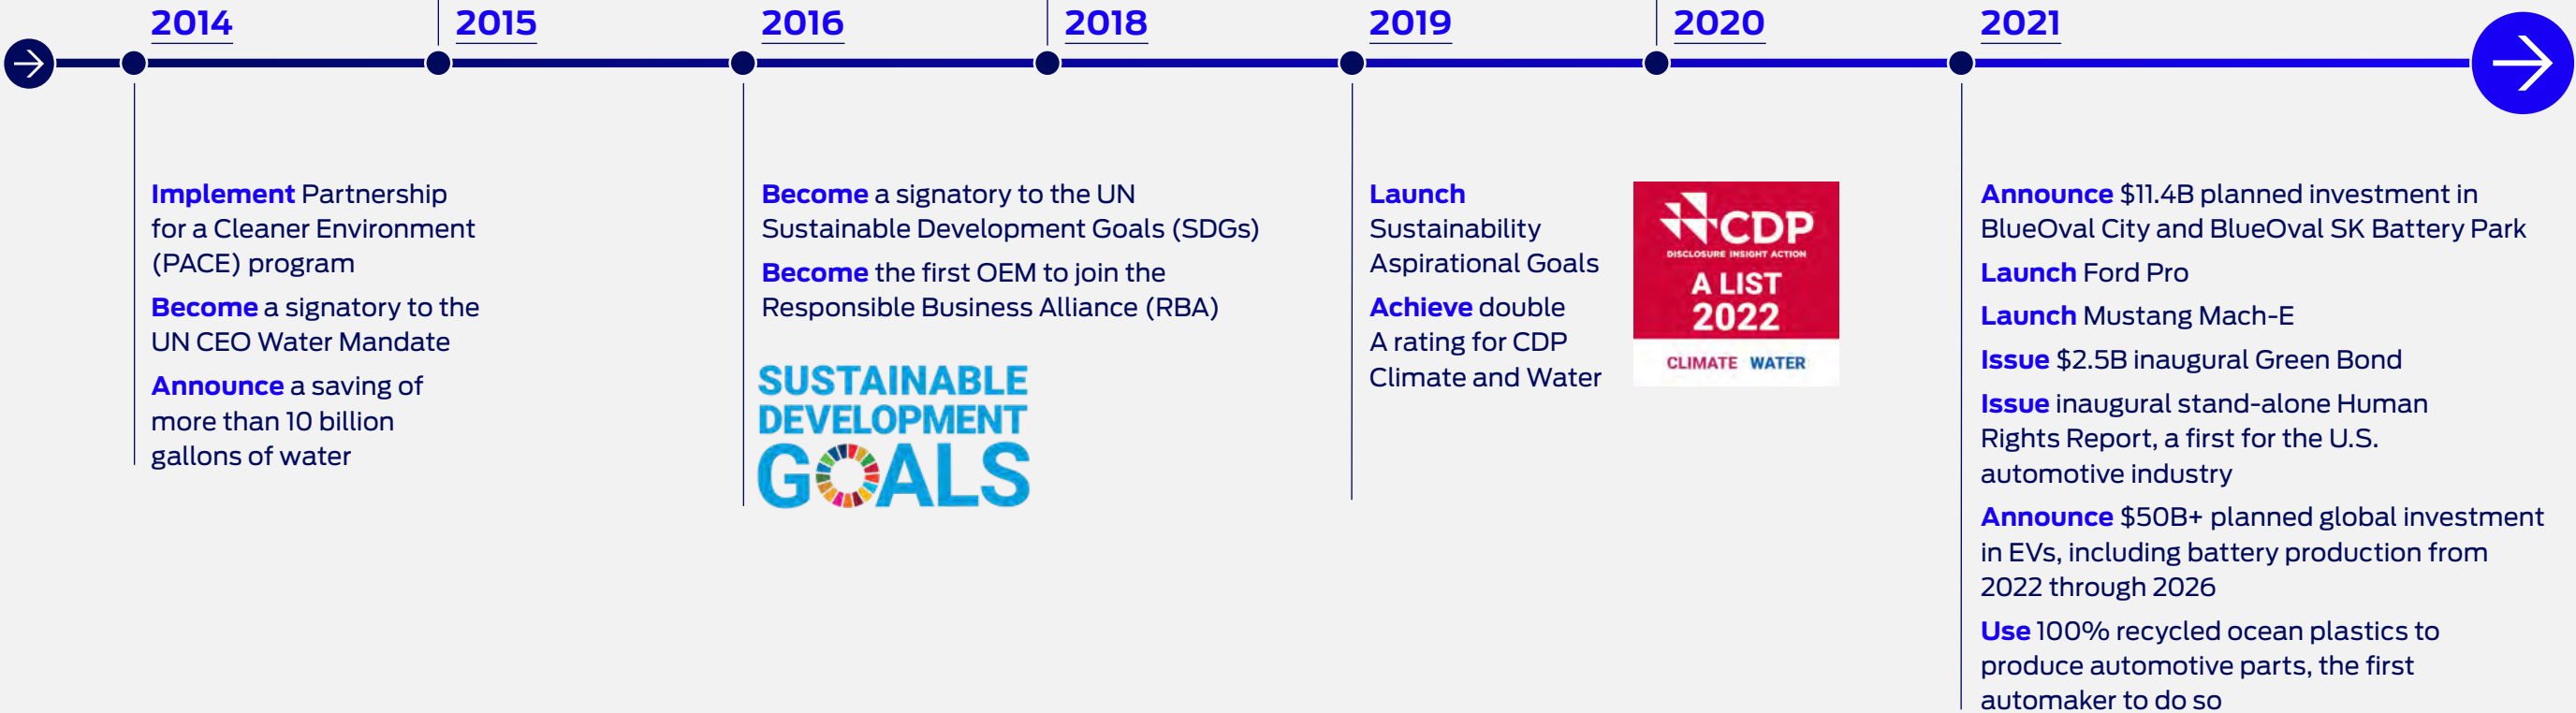 2014
2015
2016
2018
2019
2020
2021
Implement Partnership
for a Cleaner Environment
(PACE) program
Become a signatory to the
UN CEO Water Mandate
Announce a saving of
more than 10 billion
gallons of water
Become a signatory to the UN
Sustainable Development Goals (SDGs)
Become the first OEM to join the
Responsible Business Alliance (RBA)
SUSTAINABLE
DEVELOPMENT
GOALS
Launch
Sustainability
Aspirational Goals
Achieve double
A rating for CDP
Climate and Water
CDP
DISCLOSURE INSIGHT ACTION
A LIST
2022
CLIMATE WATER
Announce $11.4B planned investment in
BlueOval City and BlueOval SK Battery Park
Launch Ford Pro
Launch Mustang Mach-E
Issue $2.5B inaugural Green Bond
Issue inaugural stand-alone Human
Rights Report, a first for the U.S.
automotive industry
Announce $50B+ planned global investment
in EVs, including battery production from
2022 through 2026
Use 100% recycled ocean plastics to
produce automotive parts, the first
automaker to do so